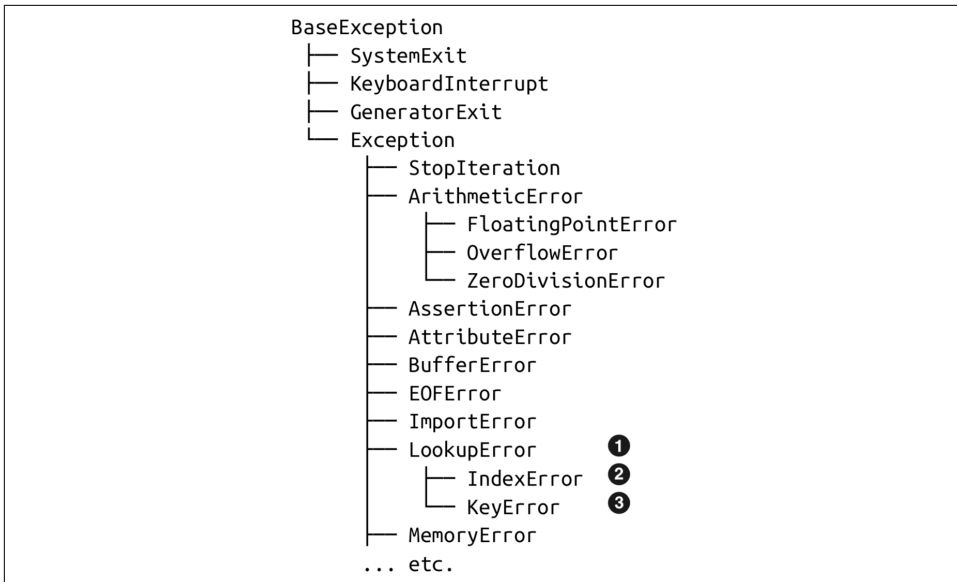 BaseException
├── SystemExit
├── KeyboardInterrupt
├── GeneratorExit
└── Exception
├── StopIteration
├── ArithmeticError
├── FloatingPointError
├── OverflowError
└── ZeroDivisionError
├── AssertionError
├── AttributeError
├── BufferError
├── EOFError
├── ImportError
├── LookupError ❶
├── IndexError ❷
└── KeyError ❸
├── MemoryError
... etc.